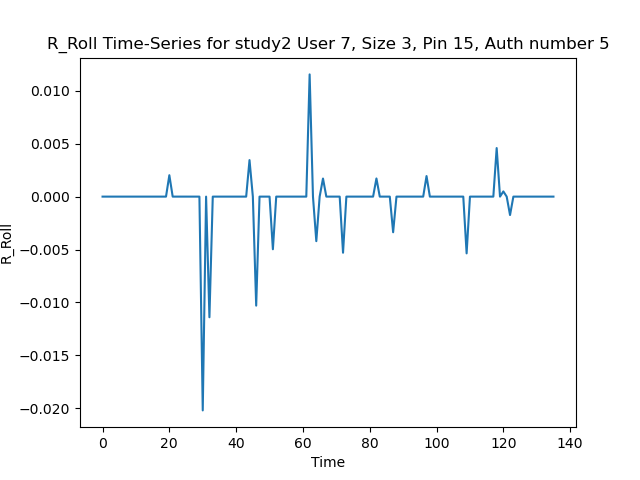 R_Roll Time-Series for study2 User 7, Size 3, Pin 15, Auth number 5
0.010
0.005
0.000
−0.005
−0.010
−0.015
−0.020
R_Roll
0 20 40 60 80 100 120 140
Time